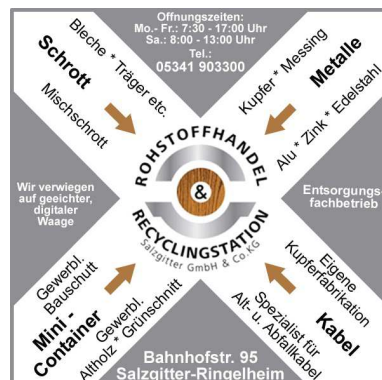 Öffnungszeiten:
Mo.- Fr.: 7:30 - 17:00 Uhr
Sa.: 8:00 - 13:00 Uhr
Tel.:
05341 903300
Bleche * Träger etc.
Schrott
Mischschrott
Kupfer * Messing
Metalle
Alu * Zink * Edelstahl
ROHSTOFFHANDEL
&
RECYCLINGSTATION
Salzgitter GmbH & Co.KG
Wir verwiegen
auf geeichter,
digitaler
Waage
Entsorgungs-
fachbetrieb
Gewerbl.
Bauschutt
Mini -
Container
Gewerbl.
Altholz * Grünschnitt
Eigene
Kupferfabrikation
Kabel
Spezialist für
Alt- u. Abfallkabel
Bahnhofstr. 95
Salzgitter-Ringelheim